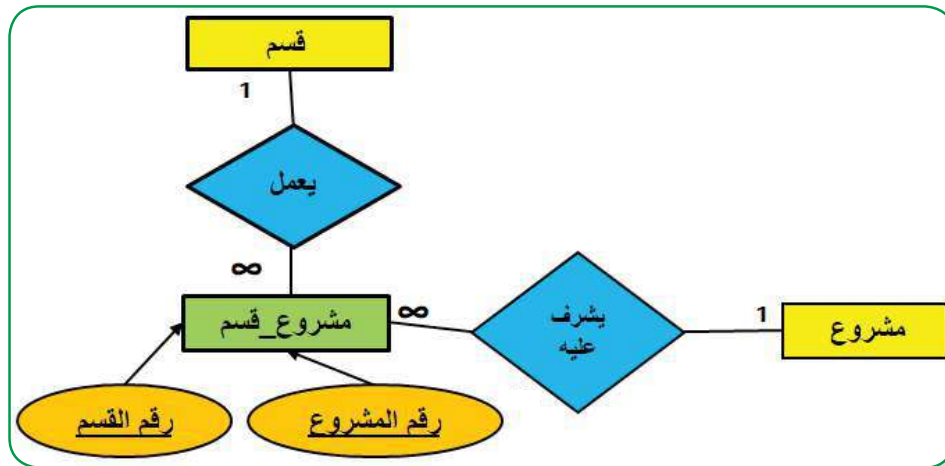 قسم
1
يعمل
∞
مشروع_قسم
∞
يشرف
عليه
1
مشروع
رقم القسم
رقم المشروع